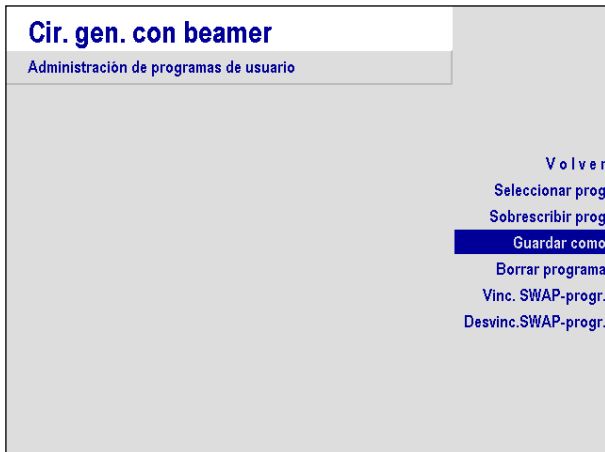 Cir. gen. con beamer
Administración de programas de usuario
V o l v e r
Seleccionar prog
Sobrescribir prog
Guardar como
Borrar programa
Vinc. SWAP-progr.
Desvinc.SWAP-progr.